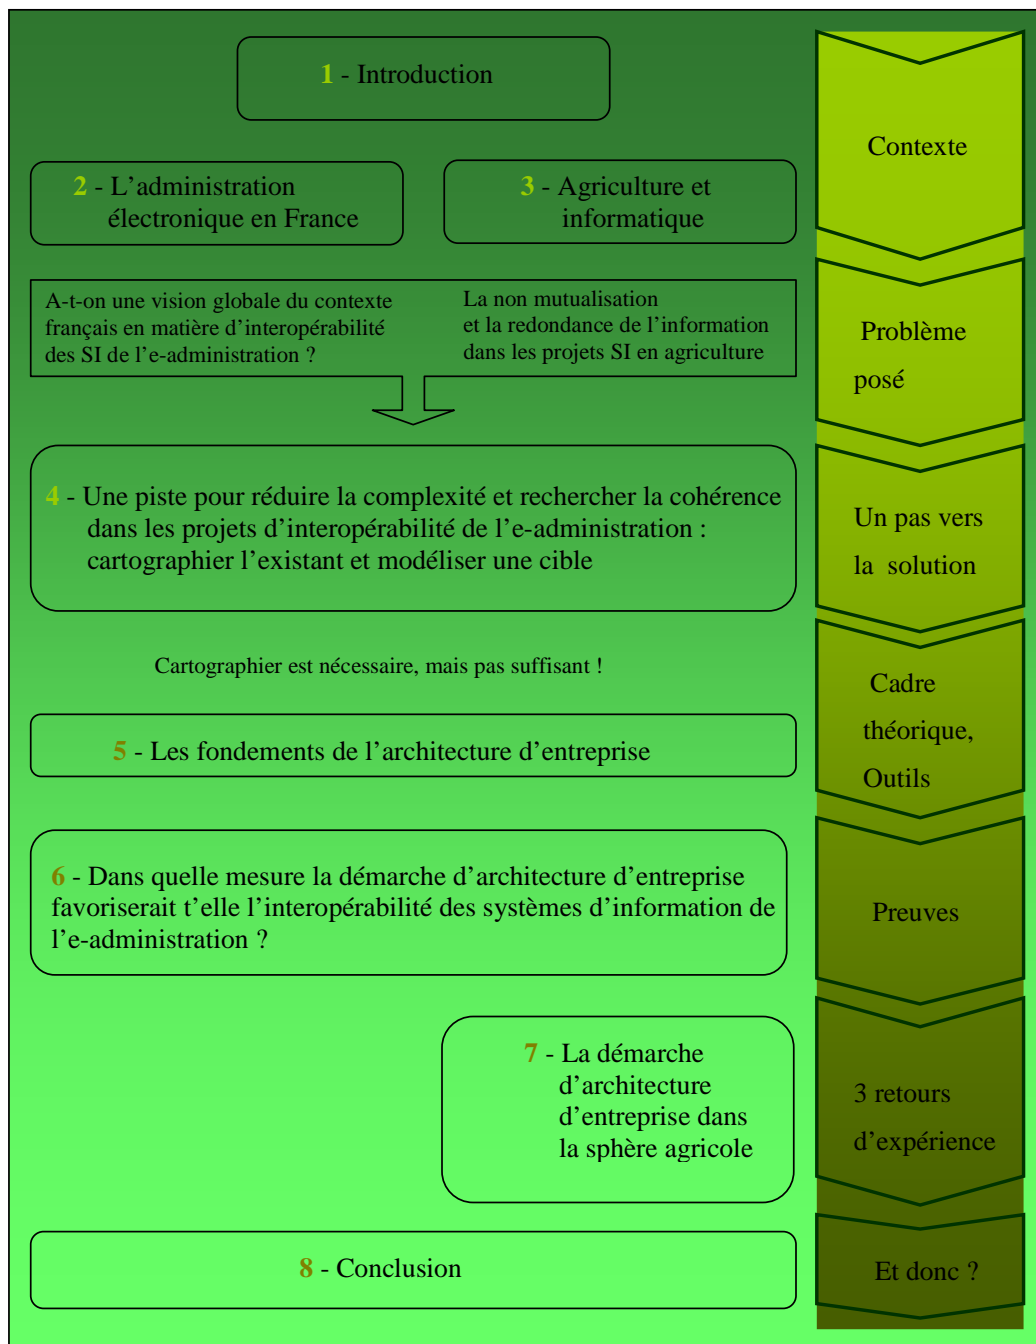 1 - Introduction
Contexte
2 - L’administration
électronique en France
3 - Agriculture et
informatique
A-t-on une vision globale du contexte
français en matière d’interopérabilité
des SI de l’e-administration ?
La non mutualisation
et la redondance de l’information
dans les projets SI en agriculture
Problème
posé
4 - Une piste pour réduire la complexité et rechercher la cohérence
dans les projets d’interopérabilité de l’e-administration :
cartographier l’existant et modéliser une cible
Un pas vers
la solution
Cartographier est nécessaire, mais pas suffisant !
5 - Les fondements de l’architecture d’entreprise
Cadre
théorique,
Outils
6 - Dans quelle mesure la démarche d’architecture d’entreprise
favoriserait t’elle l’interopérabilité des systèmes d’information de
l’e-administration ?
Preuves
7 - La démarche
d’architecture
d’entreprise dans
la sphère agricole
3 retours
d’expérience
8 - Conclusion
Et donc ?